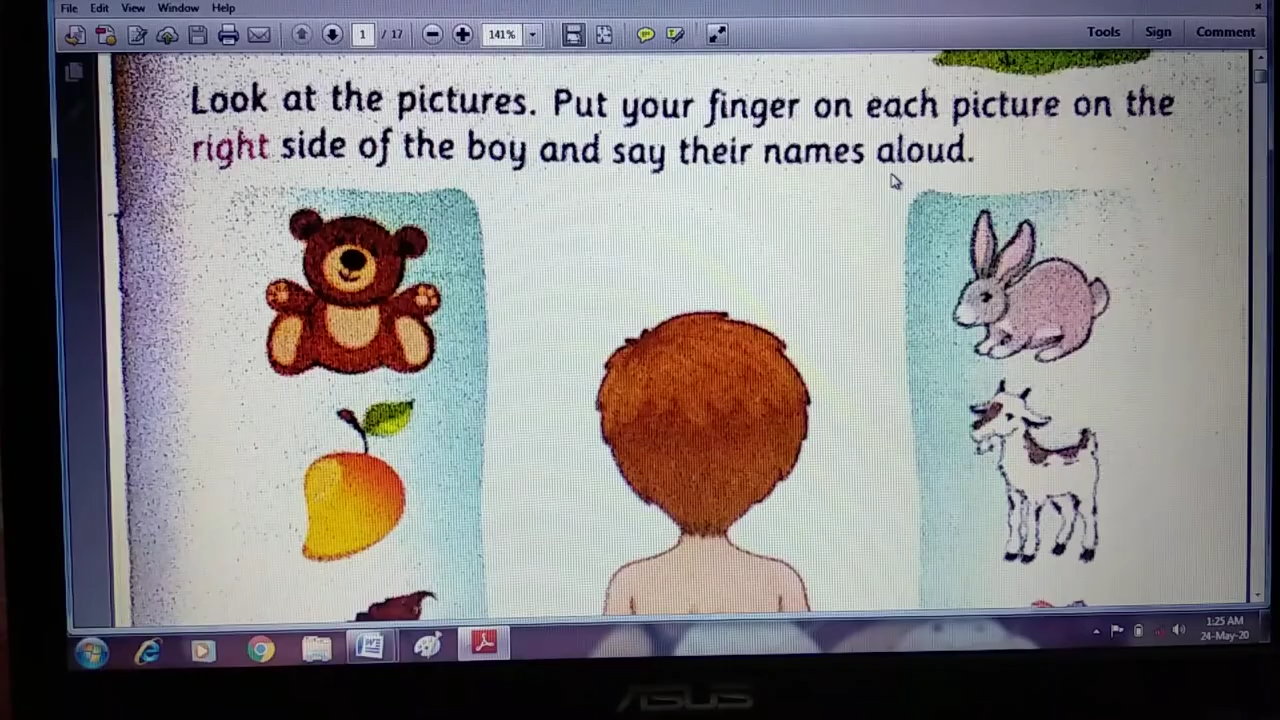 File Edit View Window Help
1 / 17 141% Tools Sign Comment
Look at the pictures. Put your finger on each picture on the
right side of the boy and say their names aloud.
1:25 AM
24-May-20
ASUS